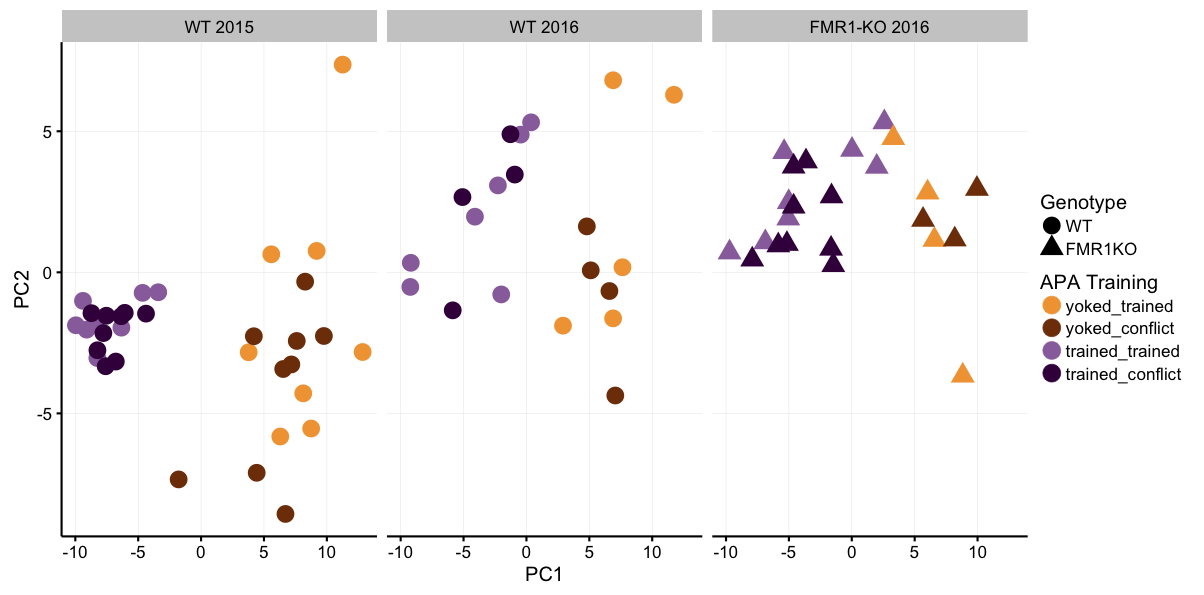 WT 2015
WT 2016
FMR1-KO 2016
PC2
5
0
-5
-10 -5 0 5 10
-10 -5 0 5 10
-10 -5 0 5 10
PC1
Genotype
WT
FMR1KO
APA Training
yoked_trained
yoked_conflict
trained_trained
trained_conflict